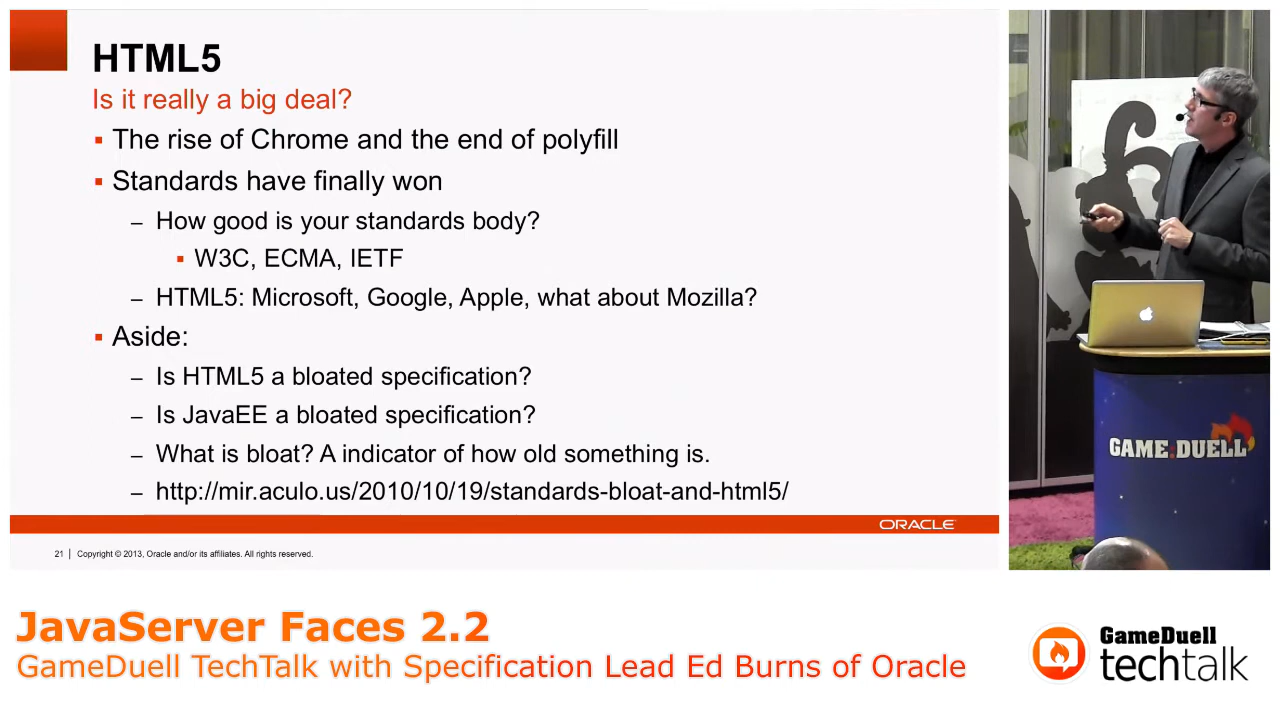 HTML5
Is it really a big deal?
▪ The rise of Chrome and the end of polyfill
▪ Standards have finally won
– How good is your standards body?
▪ W3C, ECMA, IETF
– HTML5: Microsoft, Google, Apple, what about Mozilla?
▪ Aside:
– Is HTML5 a bloated specification?
– Is JavaEE a bloated specification?
– What is bloat? A indicator of how old something is.
– http://mir.aculo.us/2010/10/19/standards-bloat-and-html5/
ORACLE
21 | Copyright © 2013, Oracle and/or its affiliates. All rights reserved.
GAME:DUELL
JavaServer Faces 2.2
GameDuell TechTalk with Specification Lead Ed Burns of Oracle
GameDuell
techtalk